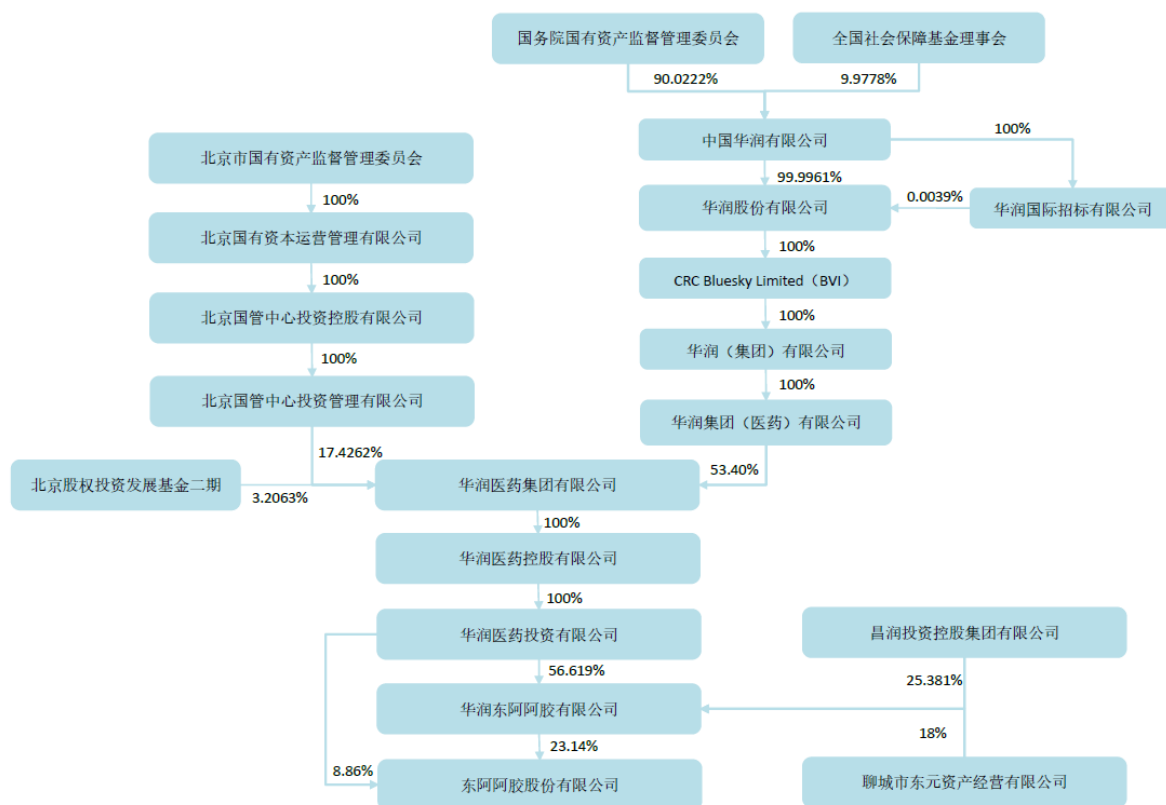 国务院国有资产监督管理委员会
全国社会保障基金理事会
90.0222%
9.9778%
中国华润有限公司
100%
北京市国有资产监督管理委员会
99.9961%
100%
华润股份有限公司
0.0039%
华润国际招标有限公司
北京国有资本运营管理有限公司
100%
100%
CRC Bluesky Limited（BVI）
北京国管中心投资控股有限公司
100%
100%
华润（集团）有限公司
100%
北京国管中心投资管理有限公司
华润集团（医药）有限公司
17.4262%
53.40%
北京股权投资发展基金二期
3.2063%
华润医药集团有限公司
100%
华润医药控股有限公司
100%
华润医药投资有限公司
昌润投资控股集团有限公司
56.619%
25.381%
华润东阿阿胶有限公司
23.14%
18%
8.86%
东阿阿胶股份有限公司
聊城市东元资产经营有限公司